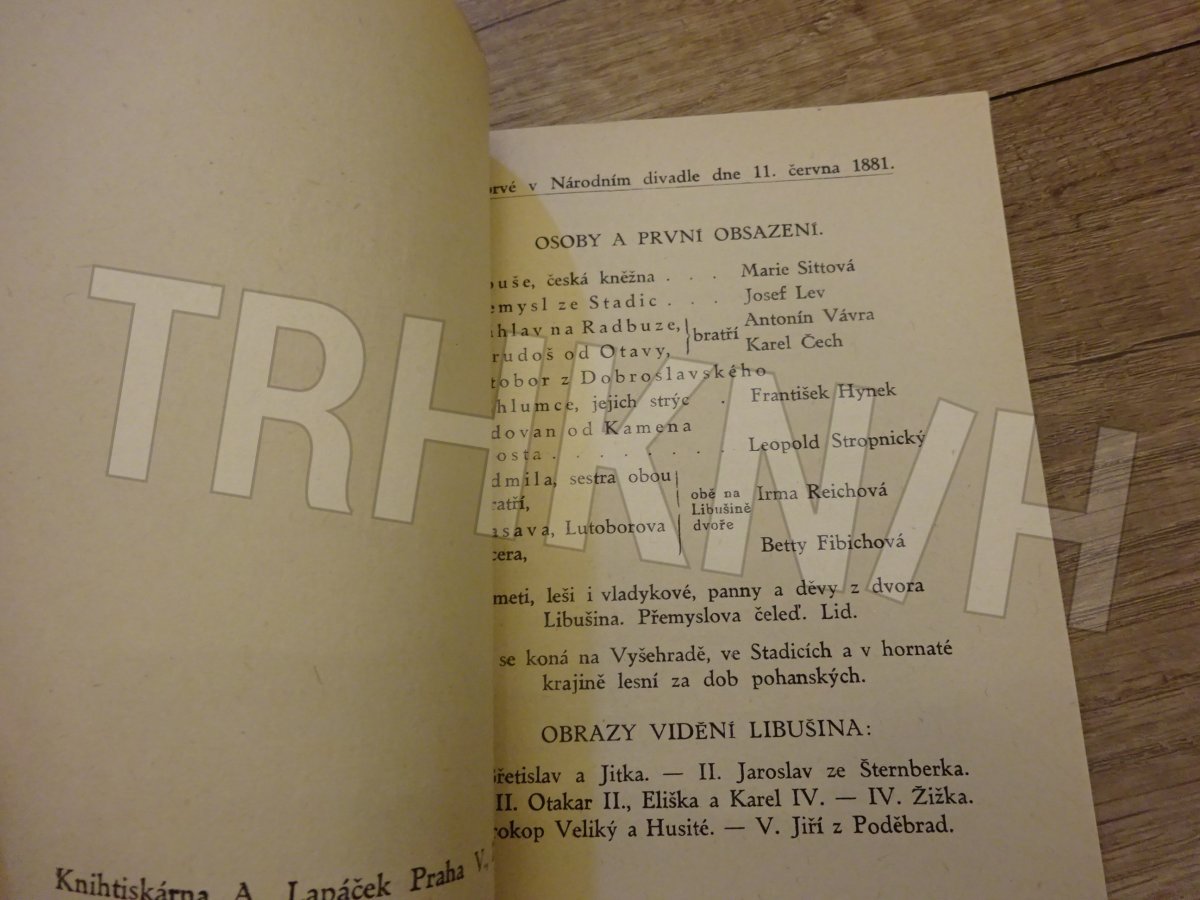 Knihtiskárna A. Lapáček Praha V.,
prvé v Národním divadle dne 11. června 1881.
OSOBY A PRVNÍ OBSAZENÍ.
buše, česká kněžna . . . Marie Sittová
emysl ze Stadic . . . Josef Lev
hlav na Radbuze, Antonín Vávra
bratří
rudoš od Otavy, Karel Čech
tobor z Dobroslavského
hlumce, jejich strýc . František Hynek
dovan od Kamena
osta . . . . . . . Leopold Stropnický
dmila, sestra obou
ratří,
obě na Irma Reichová
Libušině
asava, Lutoborova dvoře
cera, Betty Fibichová
meti, leši i vladykové, panny a děvy z dvora
Libušina. Přemyslova čeleď. Lid.
se koná na Vyšehradě, ve Stadicích a v hornaté
krajině lesní za dob pohanských.
OBRAZY VIDĚNÍ LIBUŠINA:
řetislav a Jitka. — II. Jaroslav ze Šternberka.
II. Otakar II., Eliška a Karel IV. — IV. Žižka.
rokop Veliký a Husité. — V. Jiří z Poděbrad.
TRHKNIH